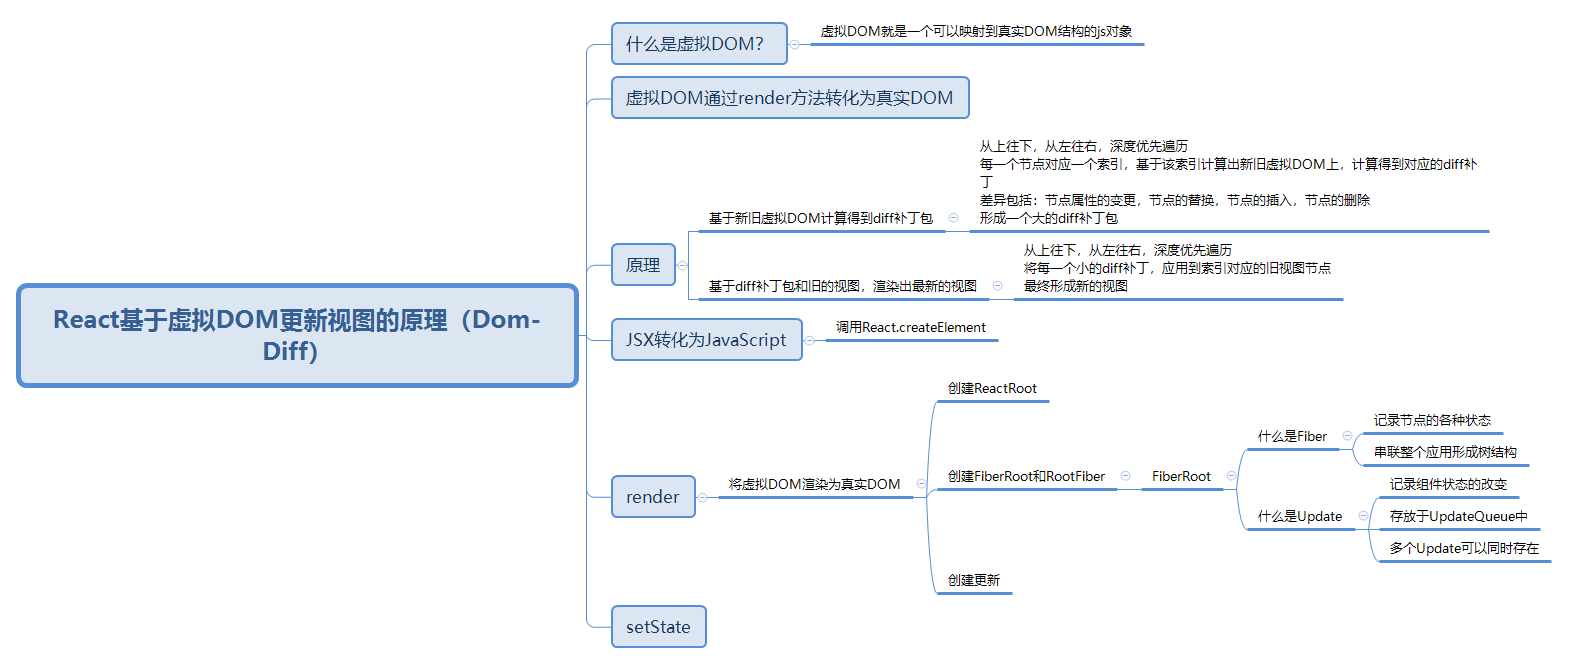 React基于虚拟DOM更新视图的原理（Dom-
Diff）
什么是虚拟DOM？
虚拟DOM就是一个可以映射到真实DOM结构的js对象
虚拟DOM通过render方法转化为真实DOM
原理
基于新旧虚拟DOM计算得到diff补丁包
从上往下，从左往右，深度优先遍历
每一个节点对应一个索引，基于该索引计算出新旧虚拟DOM上，计算得到对应的diff补
丁
差异包括：节点属性的变更，节点的替换，节点的插入，节点的删除
形成一个大的diff补丁包
基于diff补丁包和旧的视图，渲染出最新的视图
从上往下，从左往右，深度优先遍历
将每一个小的diff补丁，应用到索引对应的旧视图节点
最终形成新的视图
JSX转化为JavaScript
调用React.createElement
render
将虚拟DOM渲染为真实DOM
创建ReactRoot
创建FiberRoot和RootFiber
FiberRoot
什么是Fiber
记录节点的各种状态
串联整个应用形成树结构
什么是Update
记录组件状态的改变
存放于UpdateQueue中
多个Update可以同时存在
创建更新
setState